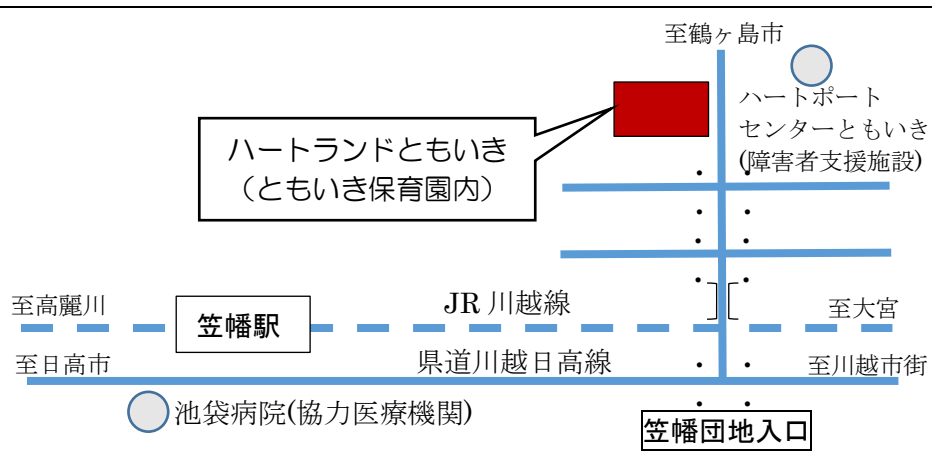 至鶴ヶ島市
ハートポート
センターともいき
(障害者支援施設)
ハートランドともいき
（ともいき保育園内）
至高麗川
JR 川越線
至大宮
笠幡駅
至日高市
県道川越日高線
至川越市街
池袋病院(協力医療機関)
笠幡団地入口